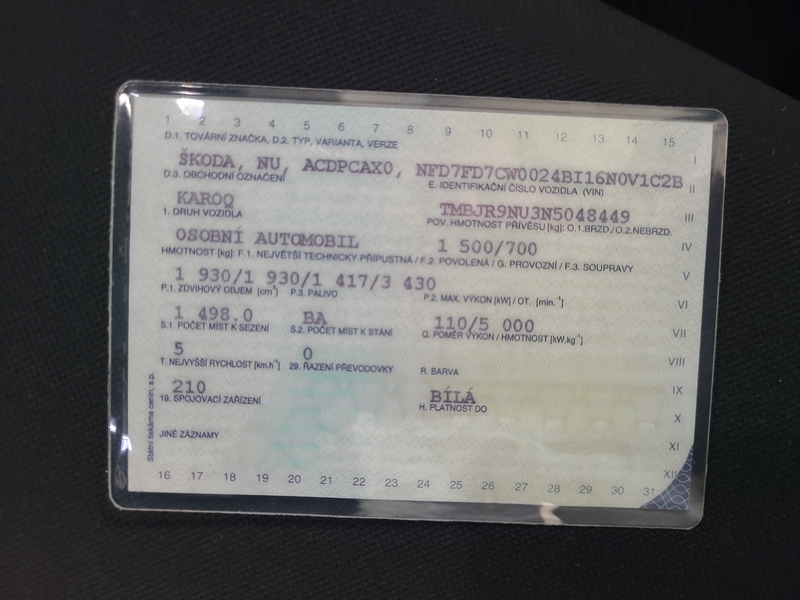 1 2 3 4 5 6 7 8 9 10 11 12 13 14 15
D.1. TOVÁRNÍ ZNAČKA, D.2. TYP, VARIANTA, VERZE
I
ŠKODA, NU, ACDPCAX0, NFD7FD7CW0024BI16N0V1C2B
II
D.3. OBCHODNÍ OZNAČENÍ E. IDENTIFIKAČNÍ ČÍSLO VOZIDLA (VIN)
KAROQ TMBJR9NU3N5048449
III
1. DRUH VOZIDLA POV. HMOTNOST PŘÍVĚSU [kg]: O.1.BRZD./O.2.NEBRZD.
OSOBNÍ AUTOMOBIL 1 500/700
IV
HMOTNOST [kg]: F.1. NEJVĚTŠÍ TECHNICKY PŘÍPUSTNÁ / F.2. POVOLENÁ / G. PROVOZNÍ / F.3. SOUPRAVY
V
1 930/1 930/1 417/3 430
P.1. ZDVIHOVÝ OBJEM [cm³] P.3. PALIVO P.2. MAX. VÝKON [kW] / OT. [min.⁻¹]
VI
1 498.0 BA 110/5 000
VII
S.1. POČET MÍST K SEZENÍ S.2. POČET MÍST K STÁNÍ Q. POMĚR VÝKON / HMOTNOST [kW.kg⁻¹]
5 0
VIII
T. NEJVYŠŠÍ RYCHLOST [km.h⁻¹] 29. ŘAZENÍ PŘEVODOVKY R. BARVA
210 BÍLÁ
IX
19. SPOJOVACÍ ZAŘÍZENÍ H. PLATNOST DO
X
JINÉ ZÁZNAMY
XI
XII
Státní tiskárna cenin, s.p.
16 17 18 19 20 21 22 23 24 25 26 27 28 29 30 31